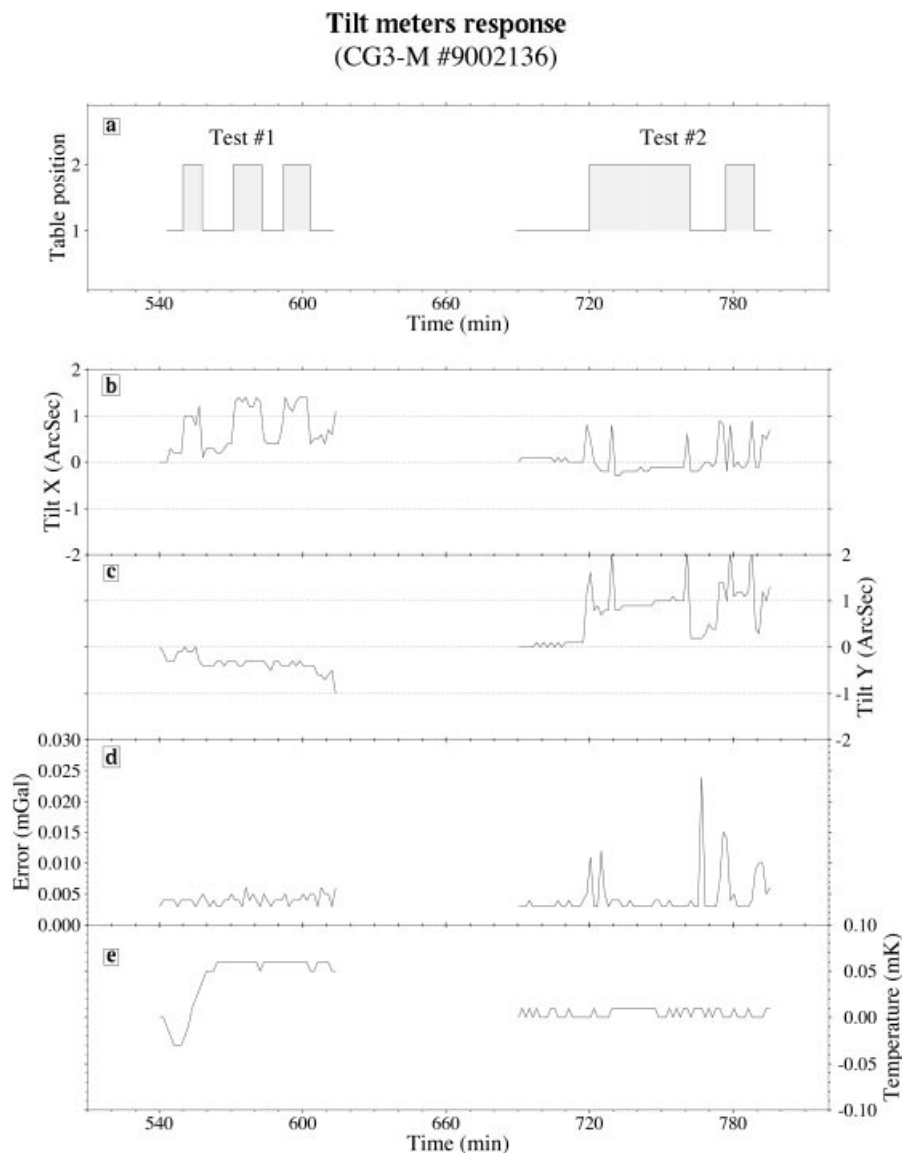 Tilt meters response
(CG3-M #9002136)
a
Test #1
Test #2
Table position
2
1
540 600 660 720 780
Time (min)
b
Tilt X (ArcSec)
2
1
0
-1
-2
c
2
1
0
-1
-2
Tilt Y (ArcSec)
d
Error (mGal)
0.030
0.025
0.020
0.015
0.010
0.005
0.000
e
0.10
0.05
0.00
-0.05
-0.10
Temperature (mK)
540 600 660 720 780
Time (min)